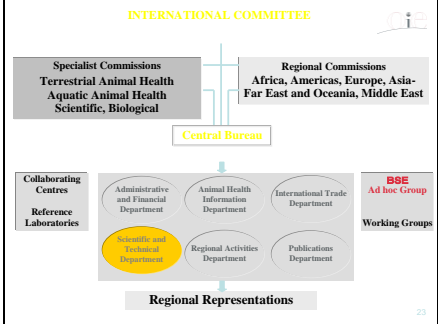 INTERNATIONAL COMMITTEE
oie
Specialist Commissions
Terrestrial Animal Health
Aquatic Animal Health
Scientific, Biological
Regional Commissions
Africa, Americas, Europe, Asia-
Far East and Oceania, Middle East
Central Bureau
Collaborating
Centres
Reference
Laboratories
Administrative
and Financial
Department
Animal Health
Information
Department
International Trade
Department
BSE
Ad hoc Group
Working Groups
Scientific and
Technical
Department
Regional Activities
Department
Publications
Department
Regional Representations
23